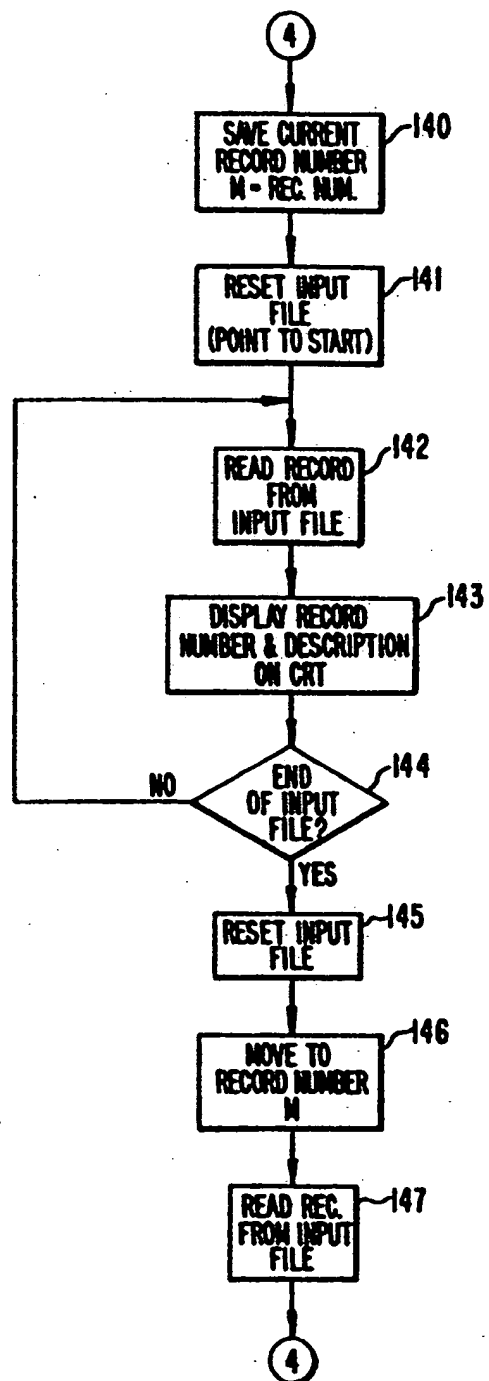 4
SAVE CURRENT
RECORD NUMBER
M = REC. NUM.
140
RESET INPUT
FILE
(POINT TO START)
141
READ RECORD
FROM
INPUT FILE
142
DISPLAY RECORD
NUMBER & DESCRIPTION
ON CRT
143
END
OF INPUT
FILE?
144
NO
YES
RESET INPUT
FILE
145
MOVE TO
RECORD NUMBER
M
146
READ REC.
FROM INPUT
FILE
147
4